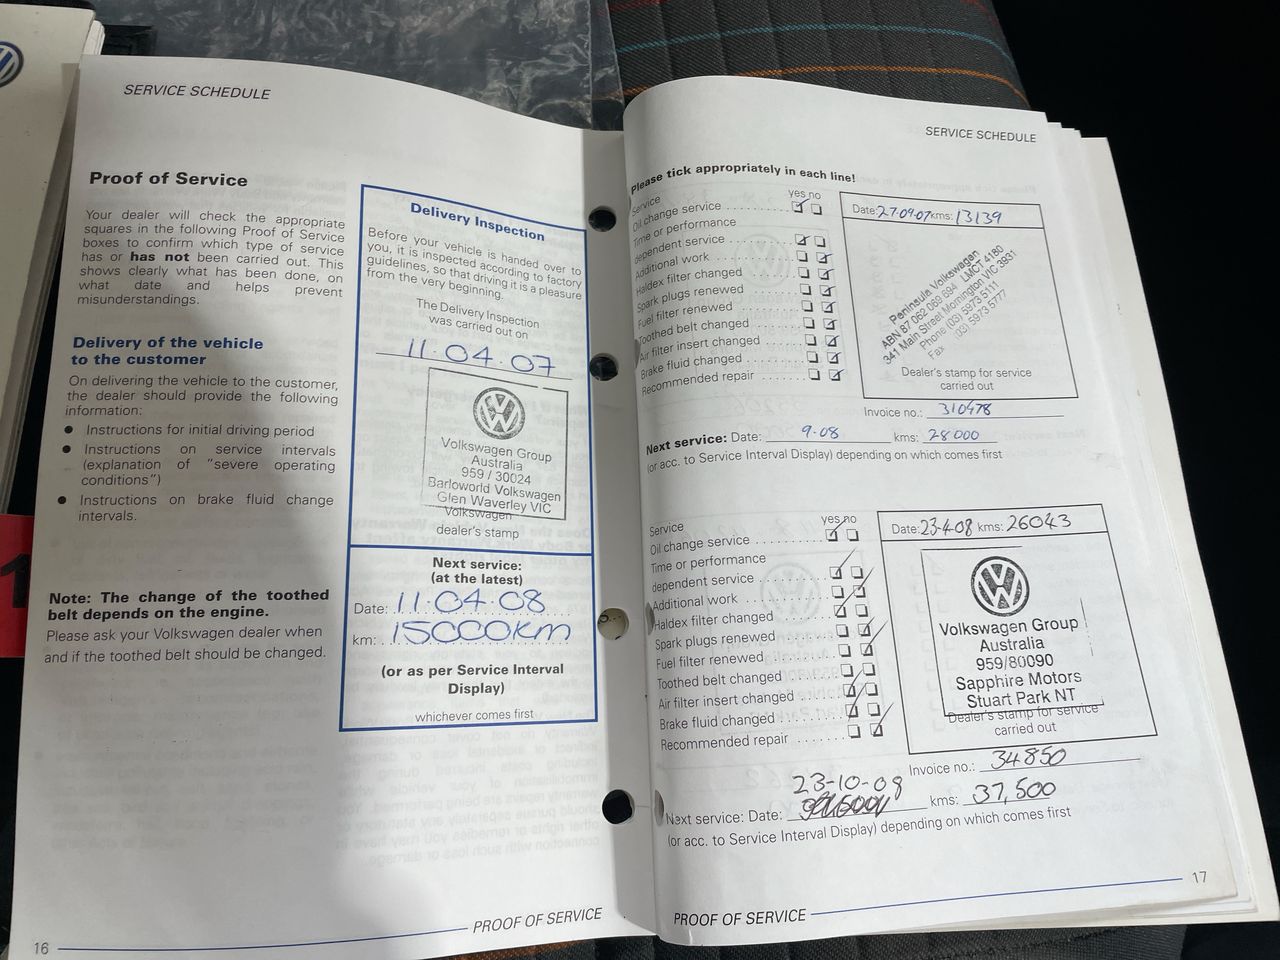 SERVICE SCHEDULE
Proof of Service
Your dealer will check the appropriate
squares in the following Proof of Service
boxes to confirm which type of service
has or has not been carried out. This
shows clearly what has been done, on
what date and helps prevent
misunderstandings.
Delivery of the vehicle
to the customer
On delivering the vehicle to the customer,
the dealer should provide the following
information:
● Instructions for initial driving period
● Instructions on service intervals
(explanation of "severe operating
conditions")
● Instructions on brake fluid change
intervals.
Note: The change of the toothed
belt depends on the engine.
Please ask your Volkswagen dealer when
and if the toothed belt should be changed.
Delivery Inspection
Before your vehicle is handed over to
you, it is inspected according to factory
guidelines, so that driving it is a pleasure
from the very beginning.
The Delivery Inspection
was carried out on
11.04.07
Volkswagen Group
Australia
959 / 30024
Barloworld Volkswagen
Glen Waverley VIC
Volkswagen
dealer's stamp
Next service:
(at the latest)
Date: 11.04.08
km: 15000km
(or as per Service Interval
Display)
whichever comes first
16
PROOF OF SERVICE
SERVICE SCHEDULE
Please tick appropriately in each line!
Service yes no
Oil change service
Time or performance
dependent service
Additional work
Haldex filter changed
Spark plugs renewed
Fuel filter renewed
Toothed belt changed
Air filter insert changed
Brake fluid changed
Recommended repair
Date: 27-09-07 kms: 13139
Peninsula Volkswagen
ABN 87 062 069 694 LMCT 4180
341 Main Street Mornington VIC 3931
Phone (03) 5973 5111
Fax (03) 5973 5777
Dealer's stamp for service
carried out
Invoice no.: 310478
Next service: Date: 9-08 kms: 28000
(or acc. to Service Interval Display) depending on which comes first
Service yes no
Oil change service
Time or performance
dependent service
Additional work
Haldex filter changed
Spark plugs renewed
Fuel filter renewed
Toothed belt changed
Air filter insert changed
Brake fluid changed
Recommended repair
Date: 23-4-08 kms: 26043
Volkswagen Group
Australia
959/80090
Sapphire Motors
Stuart Park NT
Dealer's stamp for service
carried out
Invoice no.: 34850
23-10-08
Next service: Date: kms: 37,500
(or acc. to Service Interval Display) depending on which comes first
PROOF OF SERVICE
17